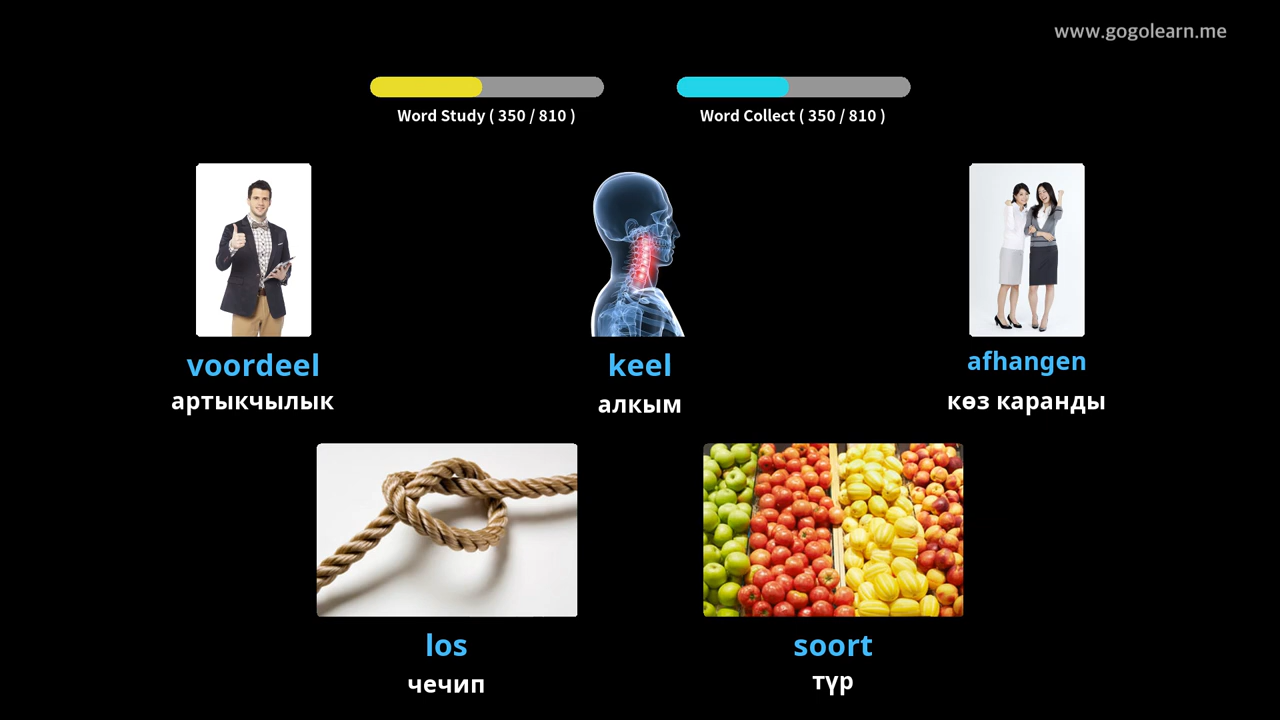 www.gogolearn.me
Word Study ( 350 / 810 )
Word Collect ( 350 / 810 )
voordeel
артыкчылык
keel
алкым
afhangen
көз каранды
los
чечип
soort
түр